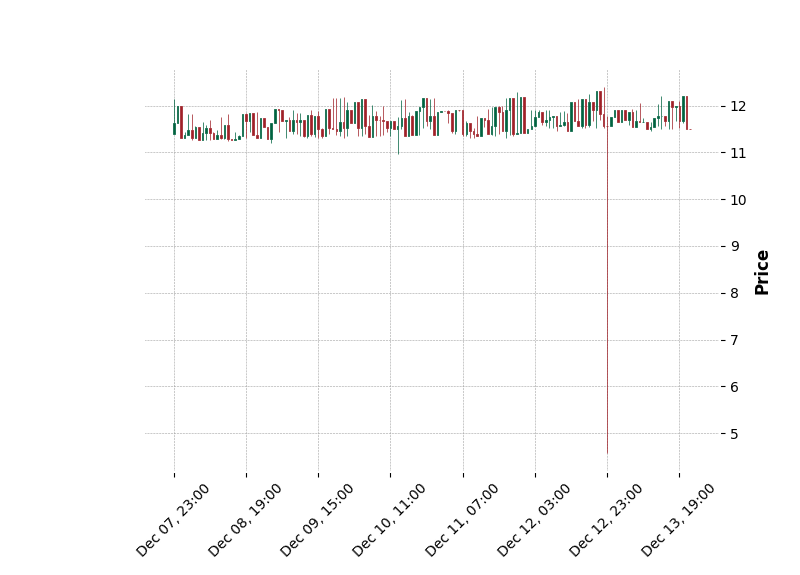 12
11
10
9
8
7
6
5
Price
Dec 07, 23:00
Dec 08, 19:00
Dec 09, 15:00
Dec 10, 11:00
Dec 11, 07:00
Dec 12, 03:00
Dec 12, 23:00
Dec 13, 19:00